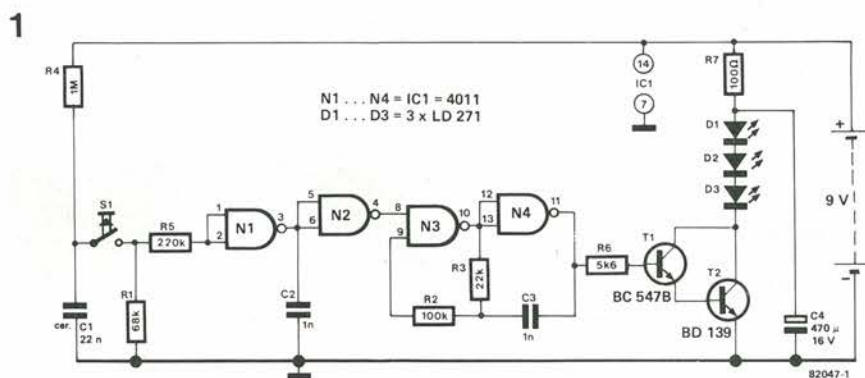 1
R4
1M
N1 . . . N4 = IC1 = 4011
D1 . . . D3 = 3 x LD 271
14
IC1
7
R7
100Ω
D1
D2
D3
+
9 V
−
S1
R5
220k
1
2
N1
3
5
6
N2
4
8
9
N3
10
12
13
N4
11
R3
22k
R6
5k6
T1
BC 547B
T2
BD 139
C1
cer.
22 n
R1
68k
C2
1n
R2
100k
C3
1n
C4
470 µ
16 V
82047-1